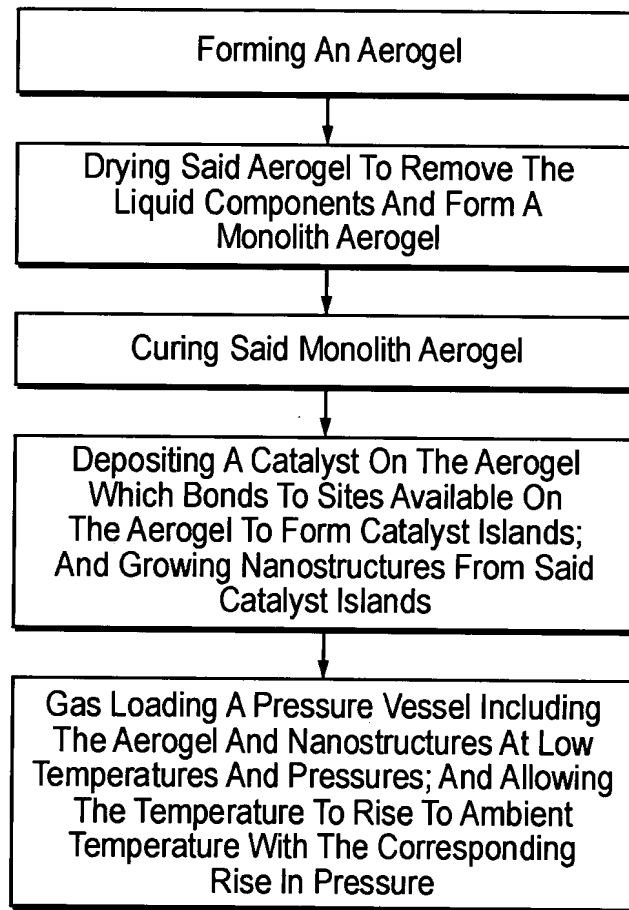 Forming An Aerogel
Drying Said Aerogel To Remove The
Liquid Components And Form A
Monolith Aerogel
Curing Said Monolith Aerogel
Depositing A Catalyst On The Aerogel
Which Bonds To Sites Available On
The Aerogel To Form Catalyst Islands;
And Growing Nanostructures From Said
Catalyst Islands
Gas Loading A Pressure Vessel Including
The Aerogel And Nanostructures At Low
Temperatures And Pressures; And Allowing
The Temperature To Rise To Ambient
Temperature With The Corresponding
Rise In Pressure